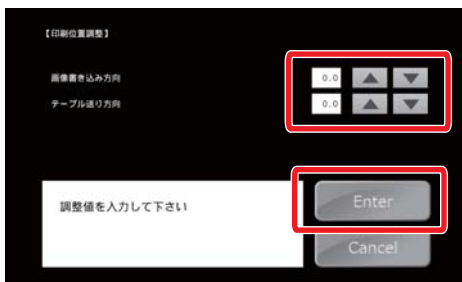 【印刷位置調整】
画像書き込み方向
0.0
テーブル送り方向
0.0
調整値を入力して下さい
Enter
Cancel